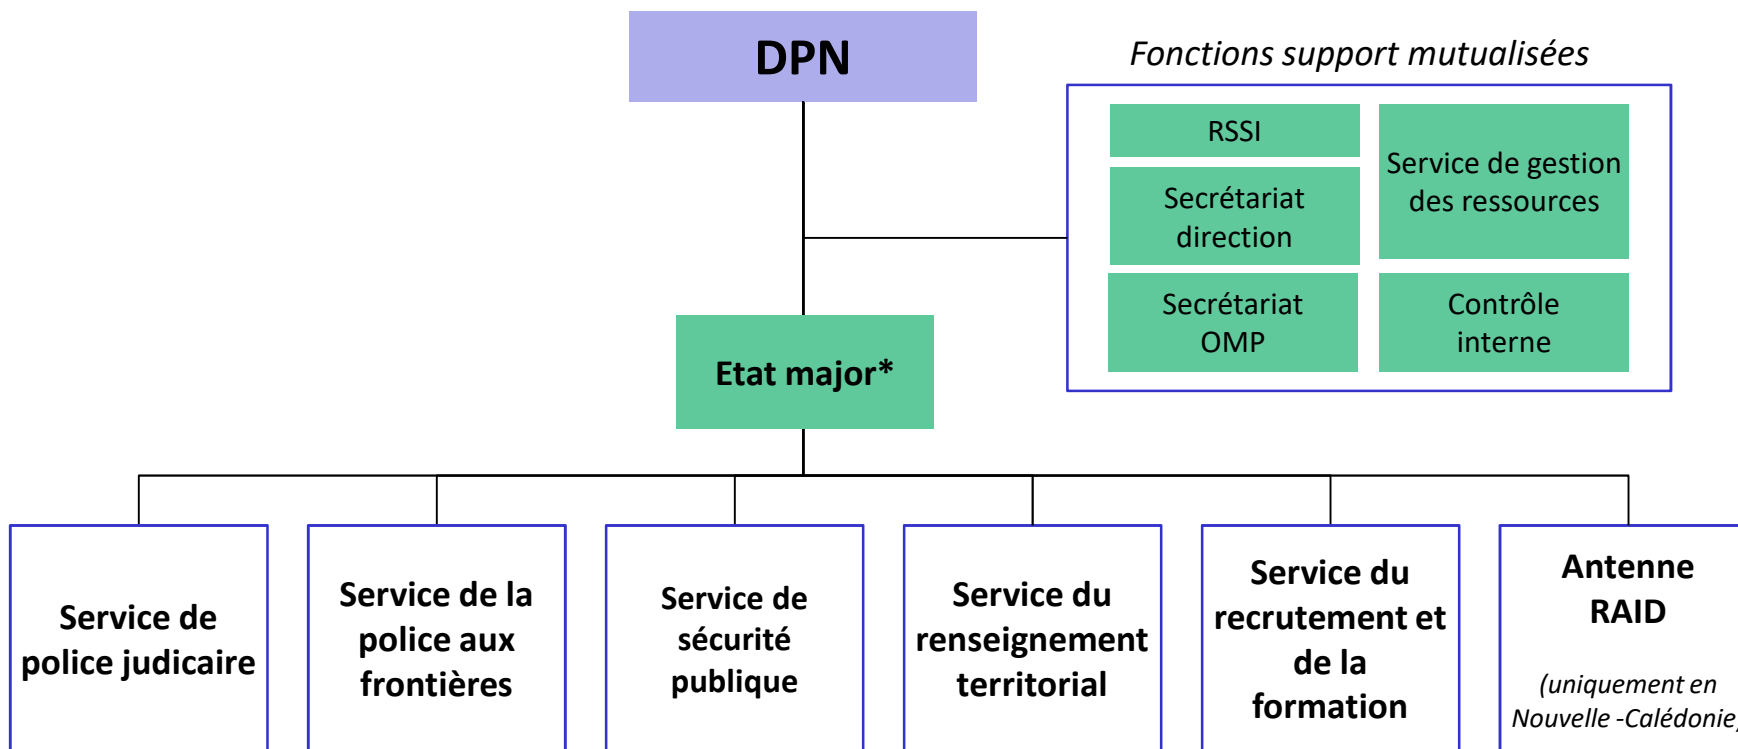 DPN
Fonctions support mutualisées
RSSI
Service de gestion
des ressources
Secrétariat
direction
Secrétariat
OMP
Contrôle
interne
Etat major*
Service de
police judicaire
Service de la
police aux
frontières
Service de
sécurité
publique
Service du
renseignement
territorial
Service du
recrutement et
de la
formation
Antenne
RAID
(uniquement en
Nouvelle -Calédonie)